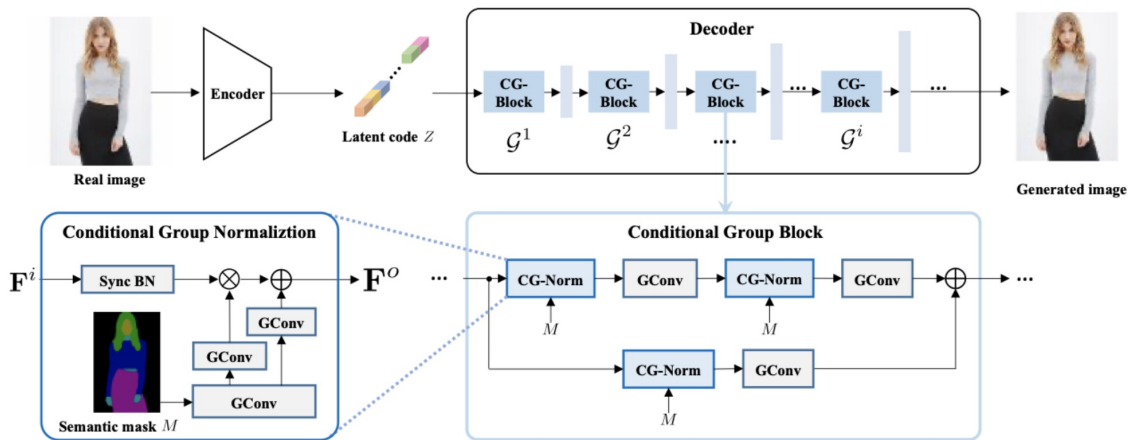 Decoder
Encoder
CG-
Block
CG-
Block
CG-
Block
...
CG-
Block
...
...
Latent code Z
𝒢¹
𝒢²
....
𝒢ⁱ
Real image
Generated image
Conditional Group Normaliztion
Conditional Group Block
𝐅ⁱ
Sync BN
⊗
⊕
𝐅ᴼ
...
CG-Norm
GConv
CG-Norm
GConv
⊕
...
GConv
M
M
GConv
CG-Norm
GConv
GConv
Semantic mask M
M